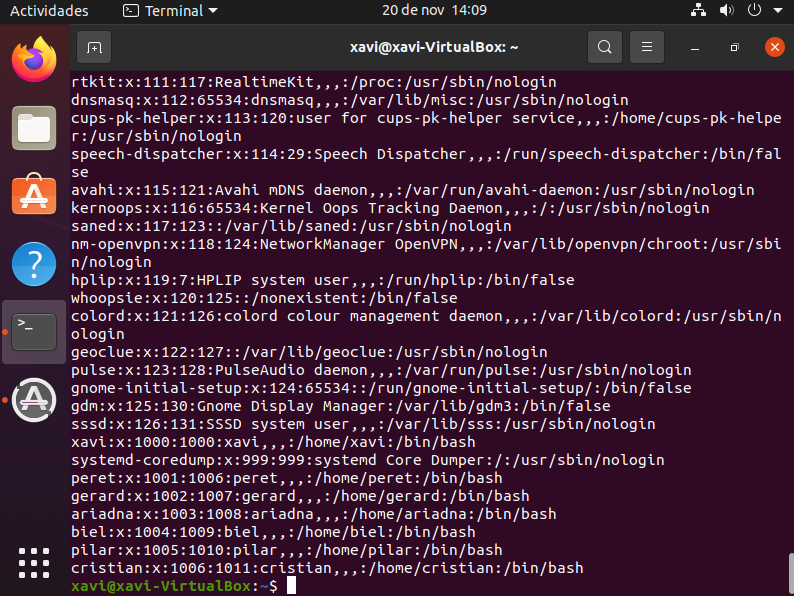 Actividades Terminal 20 de nov 14:09
xavi@xavi-VirtualBox: ~
rtkit:x:111:117:RealtimeKit,,,:/proc:/usr/sbin/nologin
dnsmasq:x:112:65534:dnsmasq,,,:/var/lib/misc:/usr/sbin/nologin
cups-pk-helper:x:113:120:user for cups-pk-helper service,,,:/home/cups-pk-helpe
r:/usr/sbin/nologin
speech-dispatcher:x:114:29:Speech Dispatcher,,,:/run/speech-dispatcher:/bin/fal
se
avahi:x:115:121:Avahi mDNS daemon,,,:/var/run/avahi-daemon:/usr/sbin/nologin
kernoops:x:116:65534:Kernel Oops Tracking Daemon,,,:/:/usr/sbin/nologin
saned:x:117:123::/var/lib/saned:/usr/sbin/nologin
nm-openvpn:x:118:124:NetworkManager OpenVPN,,,:/var/lib/openvpn/chroot:/usr/sbi
n/nologin
hplip:x:119:7:HPLIP system user,,,:/run/hplip:/bin/false
whoopsie:x:120:125::/nonexistent:/bin/false
colord:x:121:126:colord colour management daemon,,,:/var/lib/colord:/usr/sbin/n
ologin
geoclue:x:122:127::/var/lib/geoclue:/usr/sbin/nologin
pulse:x:123:128:PulseAudio daemon,,,:/var/run/pulse:/usr/sbin/nologin
gnome-initial-setup:x:124:65534::/run/gnome-initial-setup/:/bin/false
gdm:x:125:130:Gnome Display Manager:/var/lib/gdm3:/bin/false
sssd:x:126:131:SSSD system user,,,:/var/lib/sss:/usr/sbin/nologin
xavi:x:1000:1000:xavi,,,:/home/xavi:/bin/bash
systemd-coredump:x:999:999:systemd Core Dumper:/:/usr/sbin/nologin
peret:x:1001:1006:peret,,,:/home/peret:/bin/bash
gerard:x:1002:1007:gerard,,,:/home/gerard:/bin/bash
ariadna:x:1003:1008:ariadna,,,:/home/ariadna:/bin/bash
biel:x:1004:1009:biel,,,:/home/biel:/bin/bash
pilar:x:1005:1010:pilar,,,:/home/pilar:/bin/bash
cristian:x:1006:1011:cristian,,,:/home/cristian:/bin/bash
xavi@xavi-VirtualBox:~$